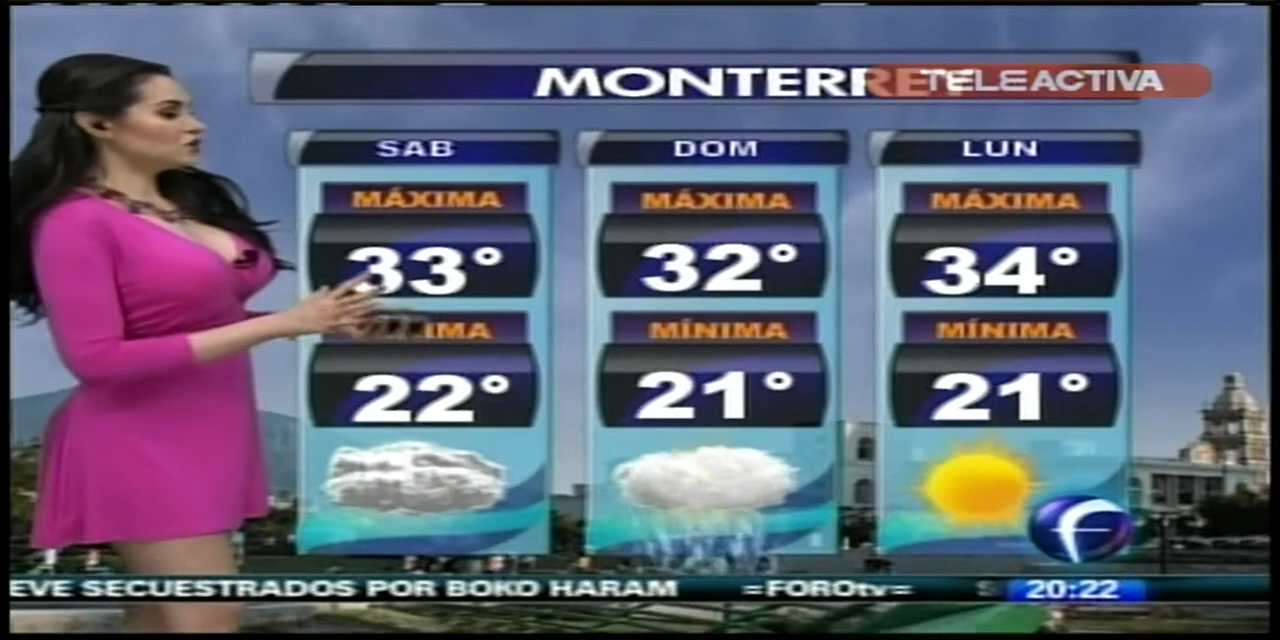 MONTERREY
TELEACTIVA
SAB
DOM
LUN
MÁXIMA
MÁXIMA
MÁXIMA
33°
32°
34°
MÍNIMA
MÍNIMA
22°
21°
21°
EVE SECUESTRADOS POR BOKO HARAM
=FOROtv=
S
20:22